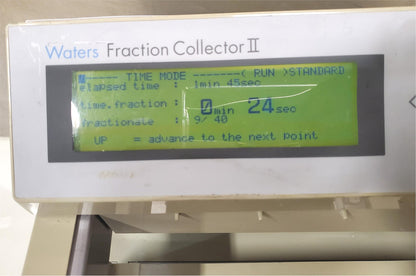 Waters Fraction Collector II
------ TIME MODE -------( RUN )STANDARD
elapsed time : 1min 45sec
time.fraction : 0min 24sec
fractionate : 9/ 40
UP = advance to the next point